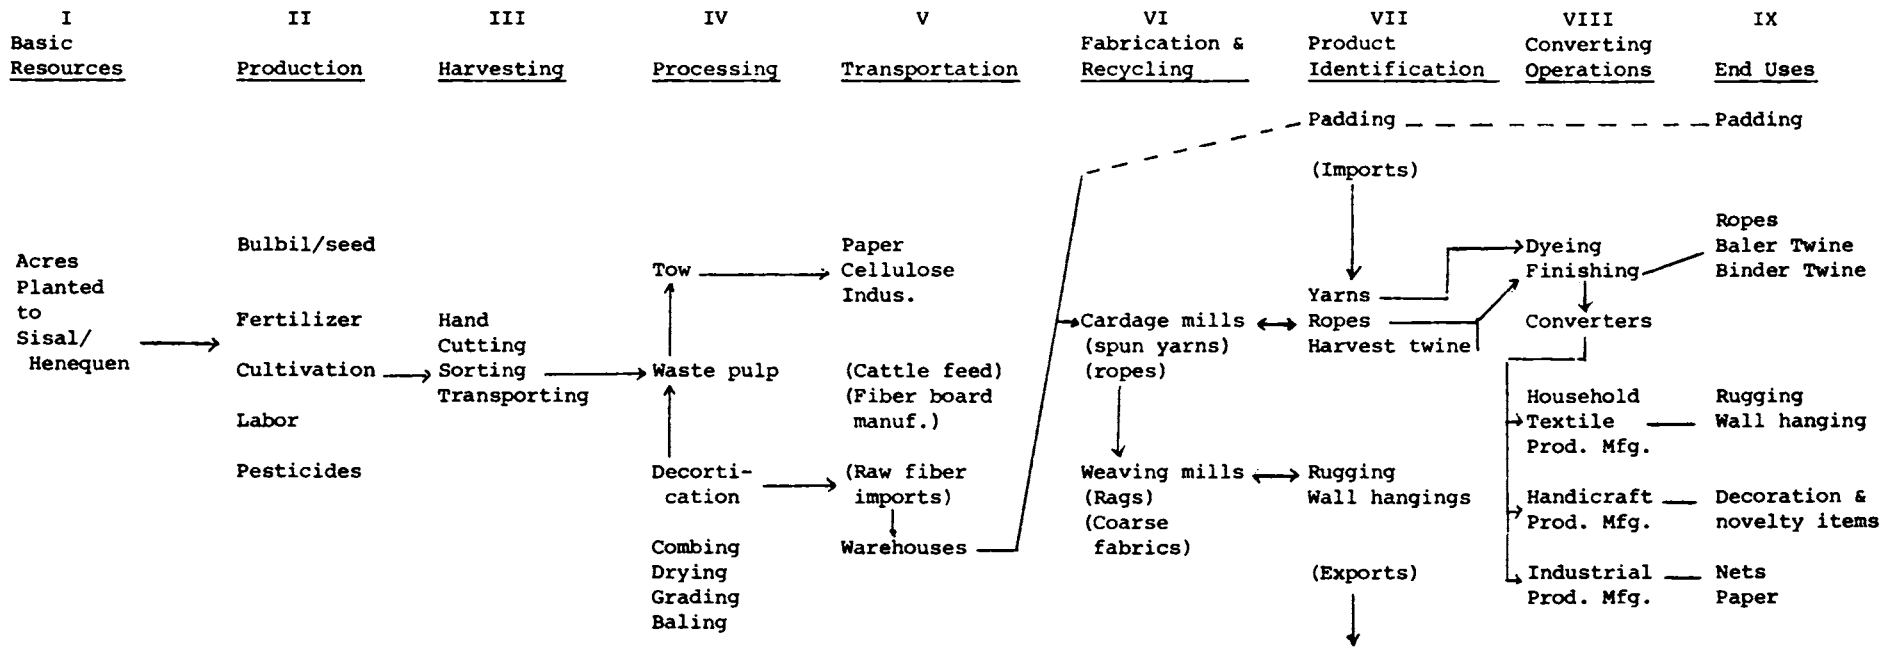 I
Basic
Resources
II
Production
III
Harvesting
IV
Processing
V
Transportation
VI
Fabrication &
Recycling
VII
Product
Identification
VIII
Converting
Operations
IX
End Uses
Acres
Planted
to
Sisal/
Henequen
Bulbil/seed
Fertilizer
Cultivation
Labor
Pesticides
Hand
Cutting
Sorting
Transporting
Tow
Waste pulp
Decorti-
cation
Combing
Drying
Grading
Baling
Paper
Cellulose
Indus.
(Cattle feed)
(Fiber board
manuf.)
(Raw fiber
imports)
Warehouses
Cardage mills
(spun yarns)
(ropes)
Weaving mills
(Rags)
(Coarse
fabrics)
Padding
(Imports)
Yarns
Ropes
Harvest twine
Rugging
Wall hangings
(Exports)
Dyeing
Finishing
Converters
Household
Textile
Prod. Mfg.
Handicraft
Prod. Mfg.
Industrial
Prod. Mfg.
Padding
Ropes
Baler Twine
Binder Twine
Rugging
Wall hanging
Decoration &
novelty items
Nets
Paper